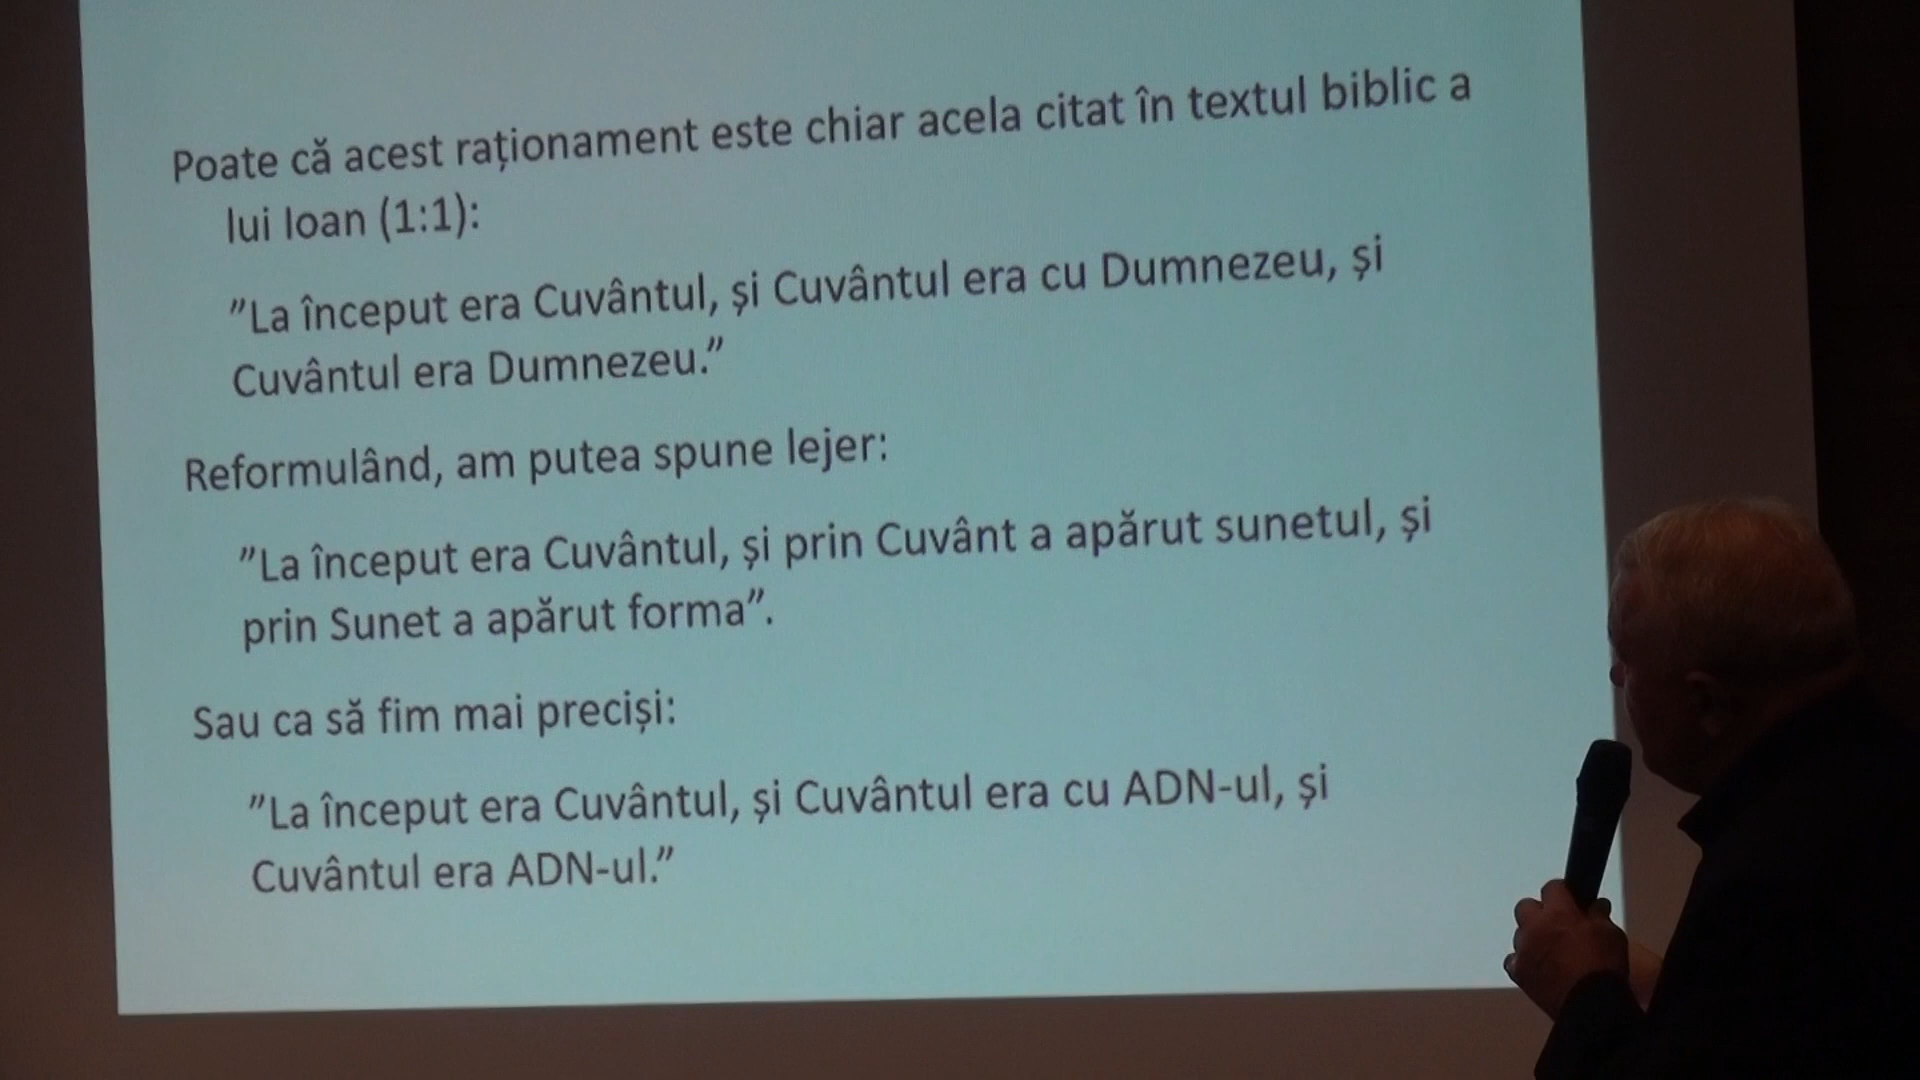 Poate că acest raționament este chiar acela citat în textul biblic a
lui Ioan (1:1):
”La început era Cuvântul, și Cuvântul era cu Dumnezeu, și
Cuvântul era Dumnezeu.”
Reformulând, am putea spune lejer:
”La început era Cuvântul, și prin Cuvânt a apărut sunetul, și
prin Sunet a apărut forma”.
Sau ca să fim mai preciși:
”La început era Cuvântul, și Cuvântul era cu ADN-ul, și
Cuvântul era ADN-ul.”